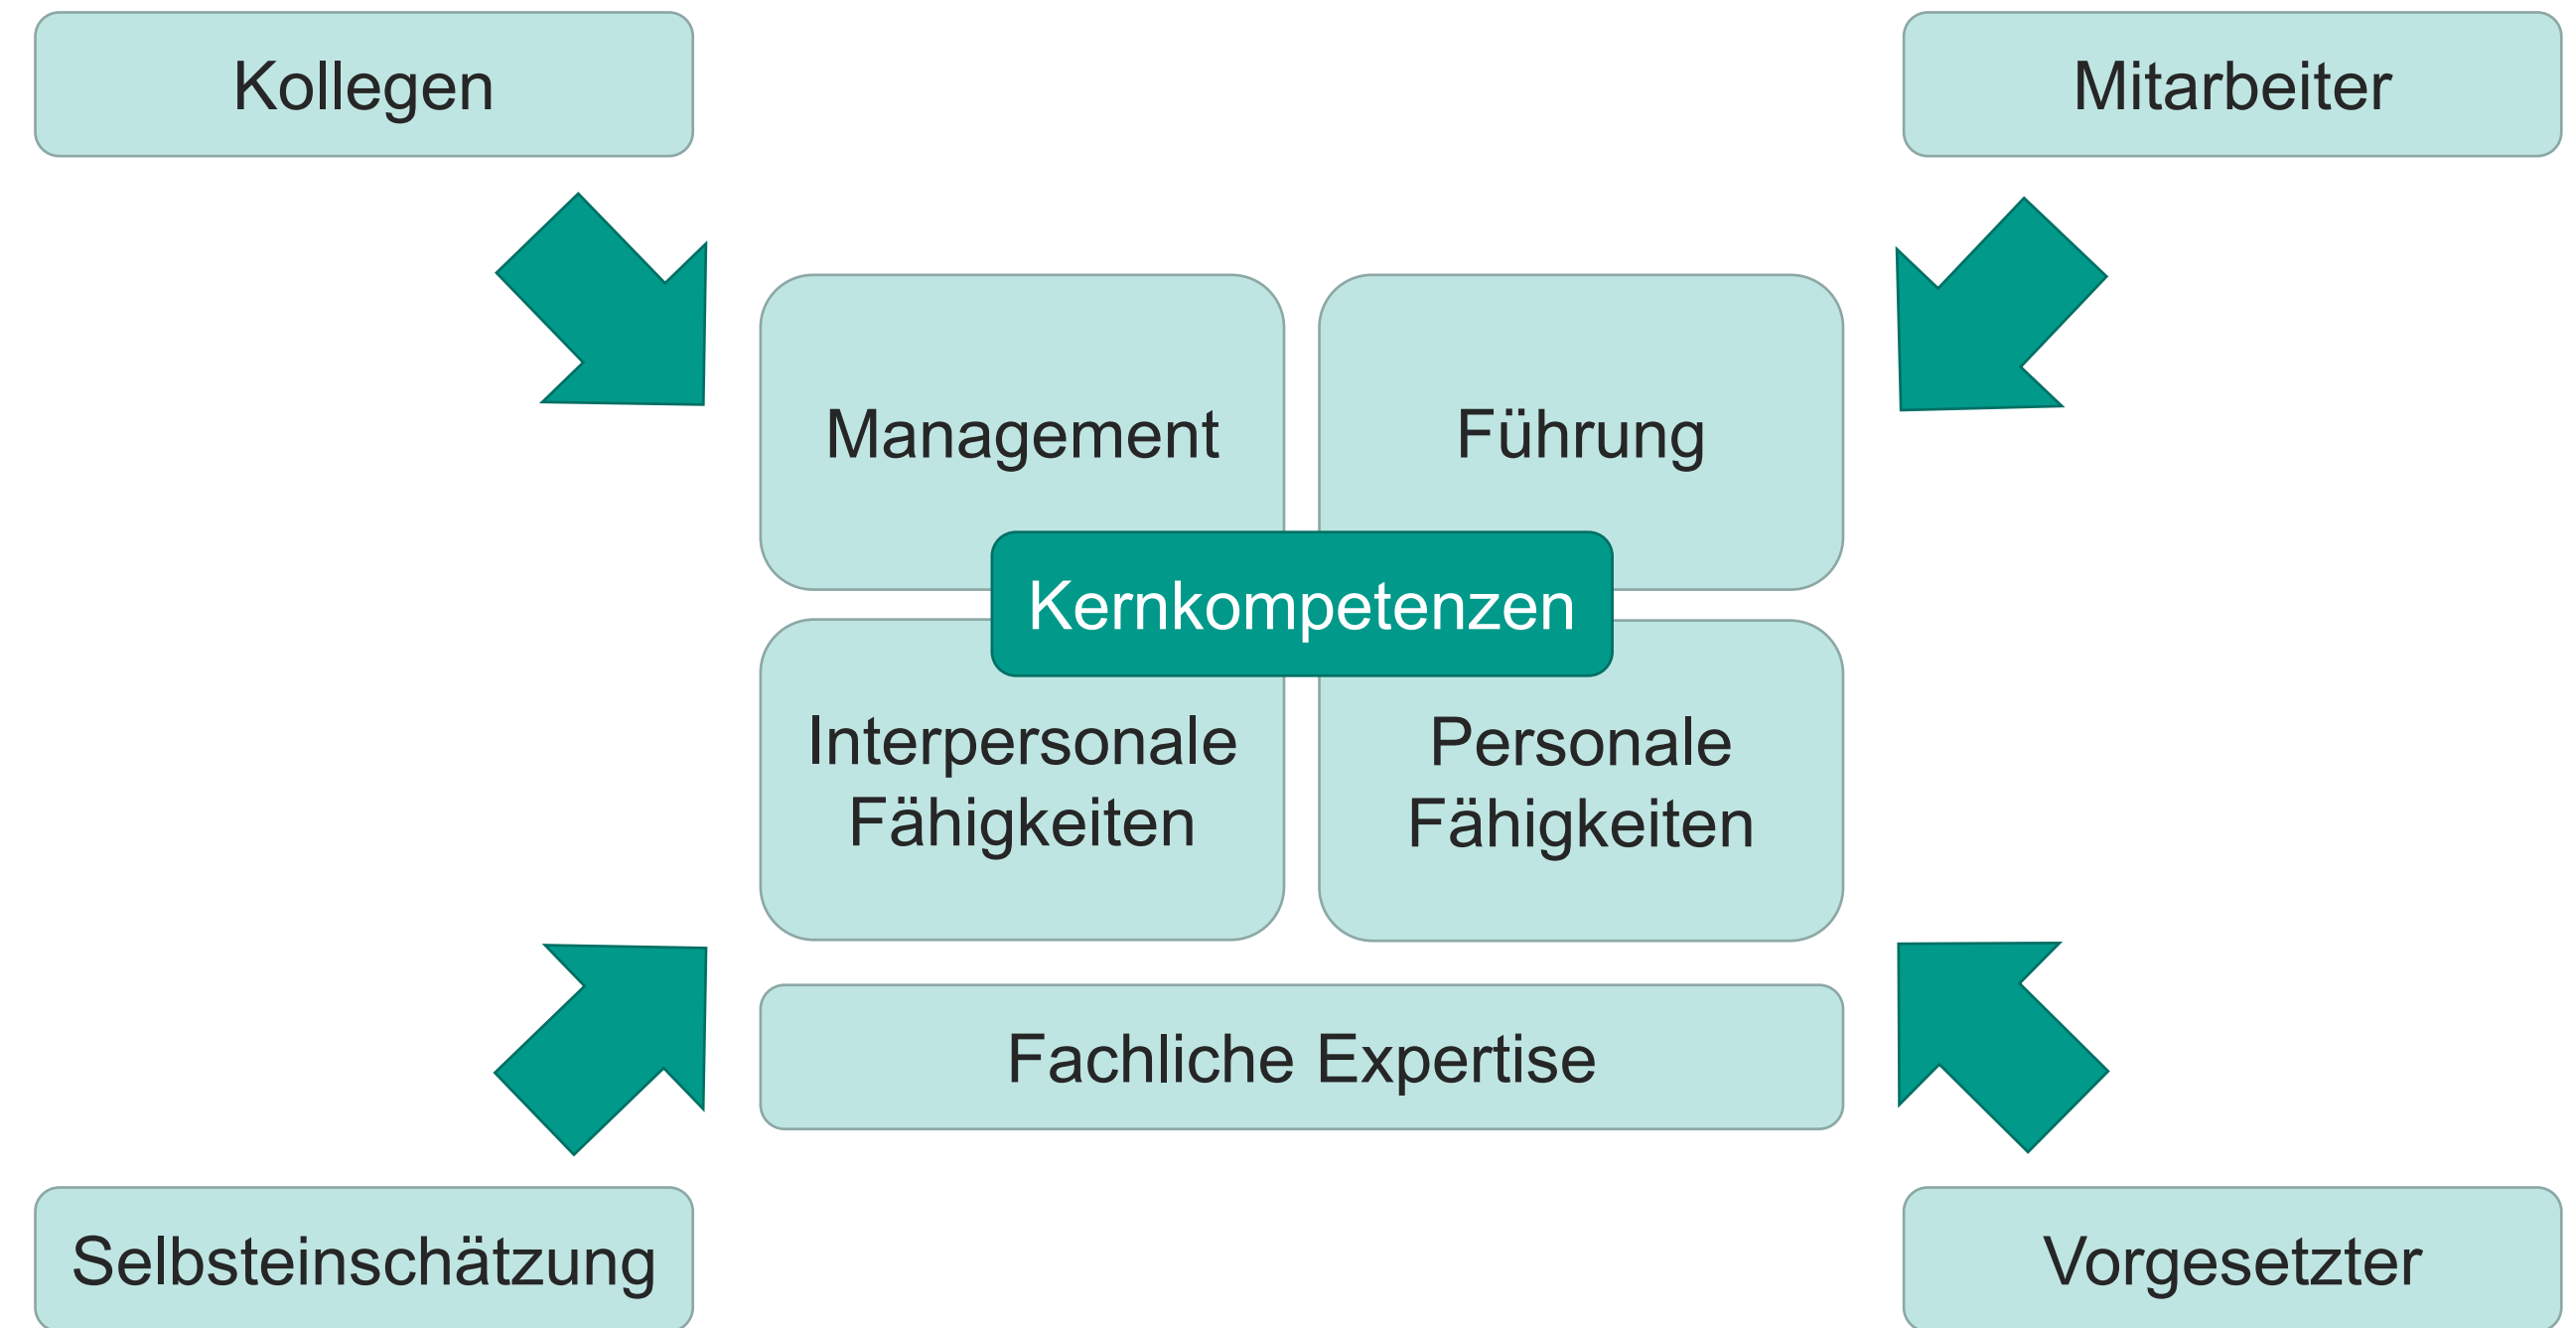 Kollegen
Mitarbeiter
Management
Führung
Kernkompetenzen
Interpersonale
Fähigkeiten
Personale
Fähigkeiten
Fachliche Expertise
Selbsteinschätzung
Vorgesetzter